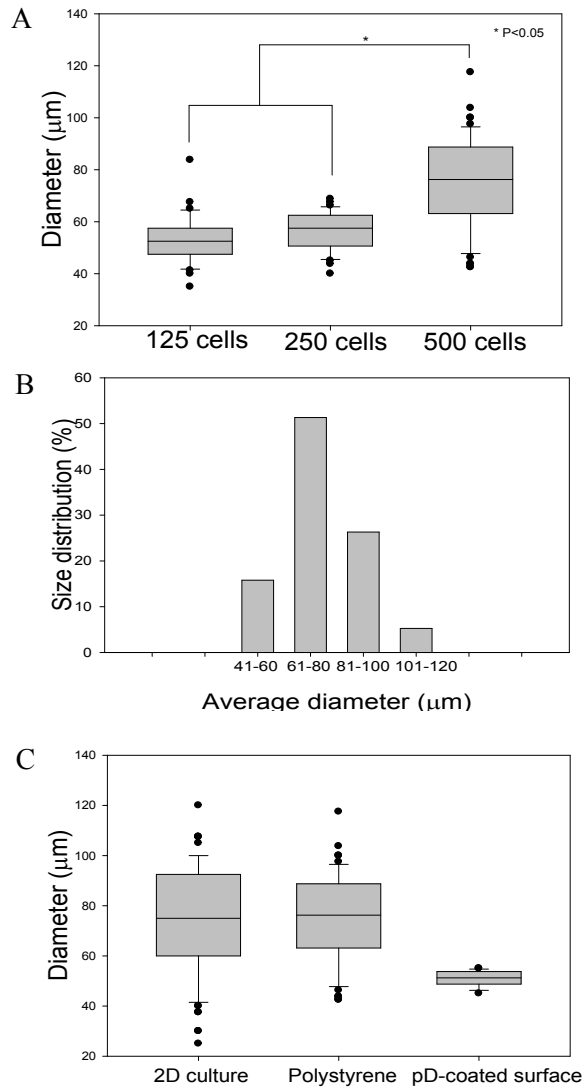 A
* P<0.05
*
140
120
100
80
60
40
20
Diameter (μm)
125 cells 250 cells 500 cells
B
60
50
40
30
20
10
0
Size distribution (%)
41-60 61-80 81-100 101-120
Average diameter (μm)
C
140
120
100
80
60
40
20
Diameter (μm)
2D culture Polystyrene pD-coated surface